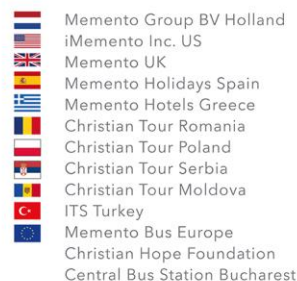 Memento Group BV Holland
iMemento Inc. US
Memento UK
Memento Holidays Spain
Memento Hotels Greece
Christian Tour Romania
Christian Tour Poland
Christian Tour Serbia
Christian Tour Moldova
ITS Turkey
Memento Bus Europe
Christian Hope Foundation
Central Bus Station Bucharest